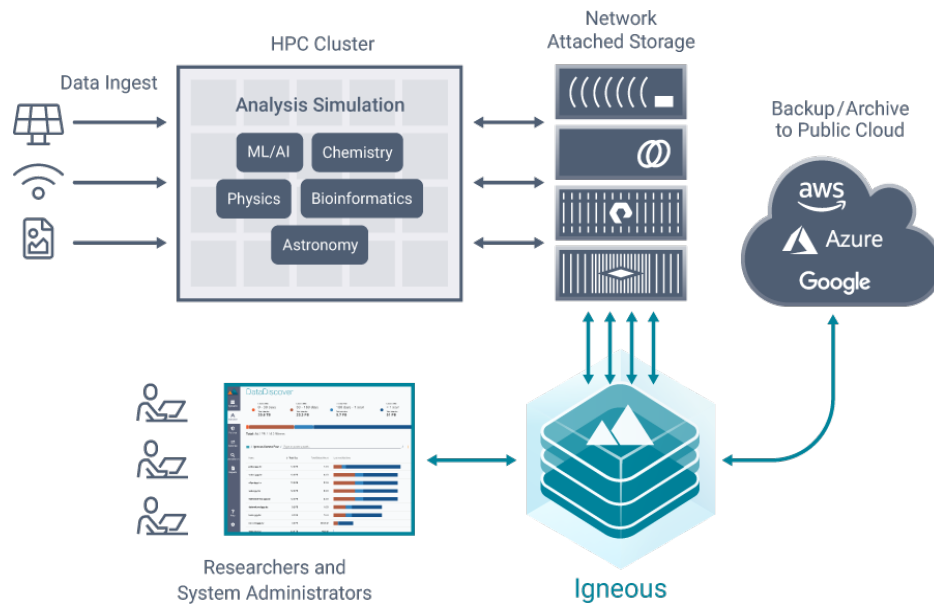 Network
Attached Storage
HPC Cluster
Data Ingest
Analysis Simulation
ML/AI
Chemistry
Physics
Bioinformatics
Astronomy
Backup/Archive
to Public Cloud
aws
Azure
Google
DataDiscover
Researchers and
System Administrators
Igneous